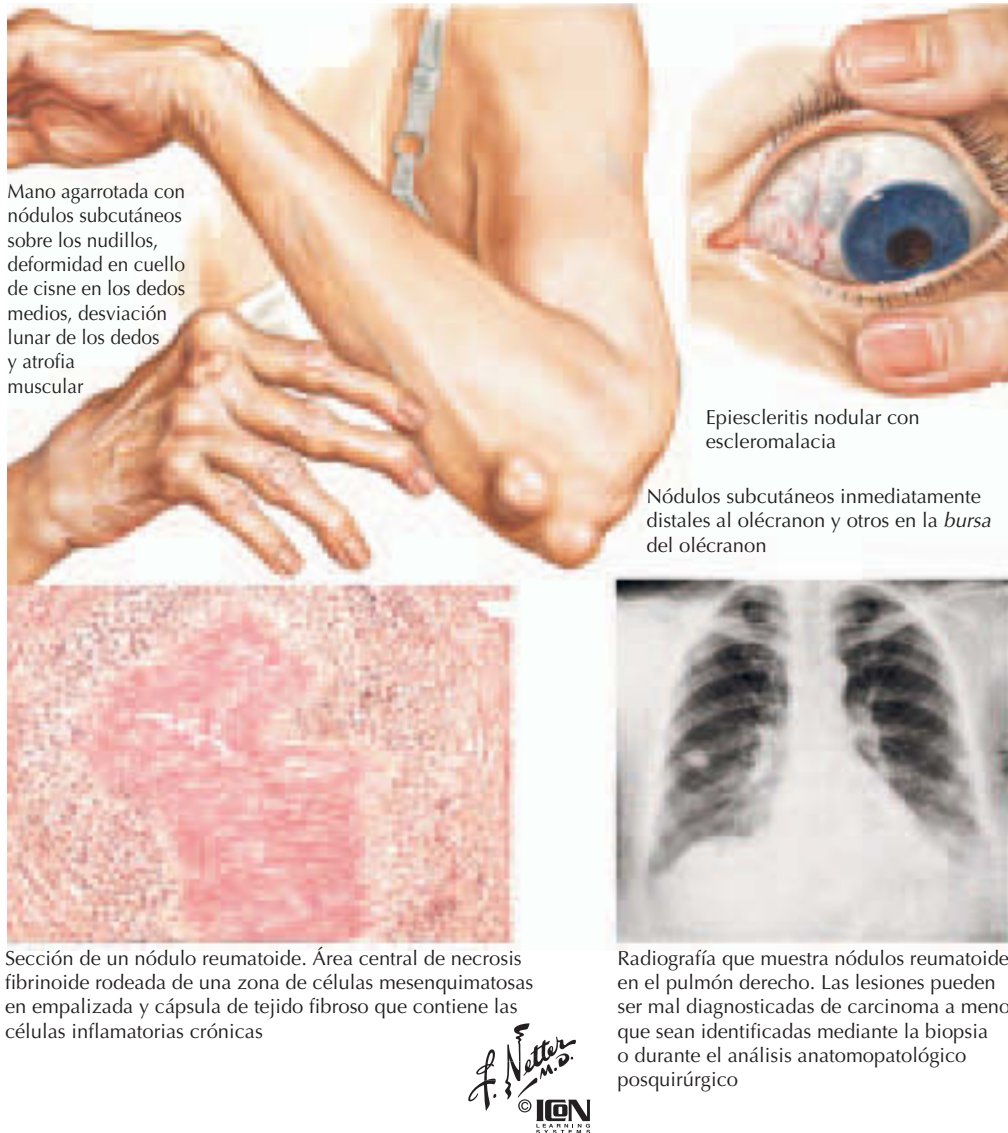 Mano agarrotada con
nódulos subcutáneos
sobre los nudillos,
deformidad en cuello
de cisne en los dedos
medios, desviación
lunar de los dedos
y atrofia
muscular
Epiescleritis nodular con
escleromalacia
Nódulos subcutáneos inmediatamente
distales al olécranon y otros en la bursa
del olécranon
Sección de un nódulo reumatoide. Área central de necrosis
fibrinoide rodeada de una zona de células mesenquimatosas
en empalizada y cápsula de tejido fibroso que contiene las
células inflamatorias crónicas
Radiografía que muestra nódulos reumatoide
en el pulmón derecho. Las lesiones pueden
ser mal diagnosticadas de carcinoma a meno
que sean identificadas mediante la biopsia
o durante el análisis anatomopatológico
posquirúrgico
F. Netter
M.D.
© ICON
LEARNING
SYSTEMS